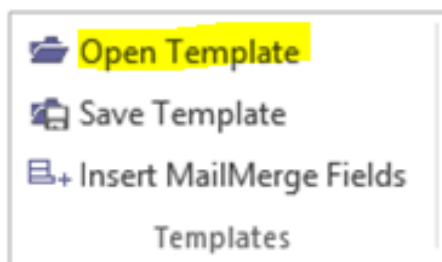 Open Template
Save Template
Insert MailMerge Fields
Templates